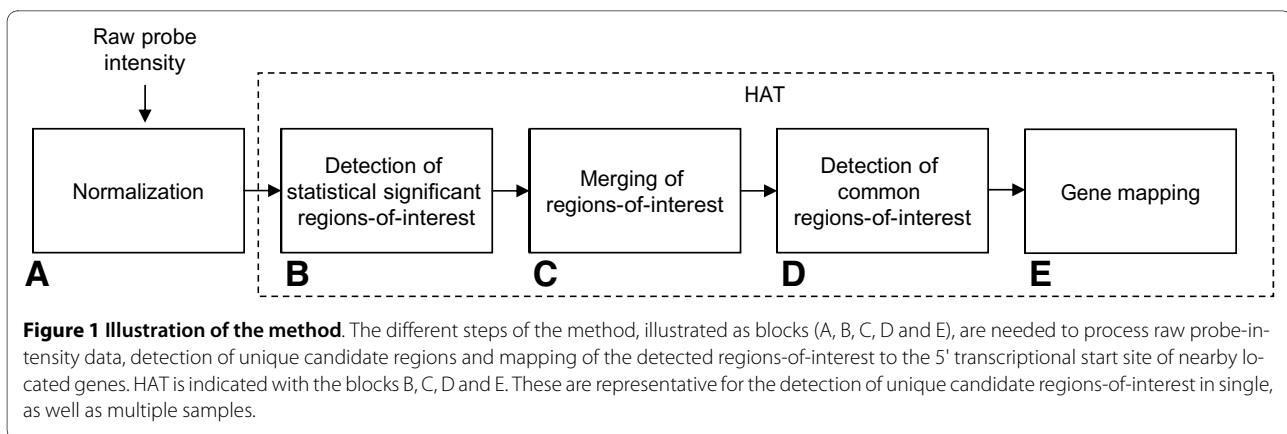 Raw probe
intensity
HAT
Normalization
Detection of
statistical significant
regions-of-interest
Merging of
regions-of-interest
Detection of
common
regions-of-interest
Gene mapping
A
B
C
D
E
Figure 1 Illustration of the method. The different steps of the method, illustrated as blocks (A, B, C, D and E), are needed to process raw probe-in-
tensity data, detection of unique candidate regions and mapping of the detected regions-of-interest to the 5' transcriptional start site of nearby lo-
cated genes. HAT is indicated with the blocks B, C, D and E. These are representative for the detection of unique candidate regions-of-interest in single,
as well as multiple samples.